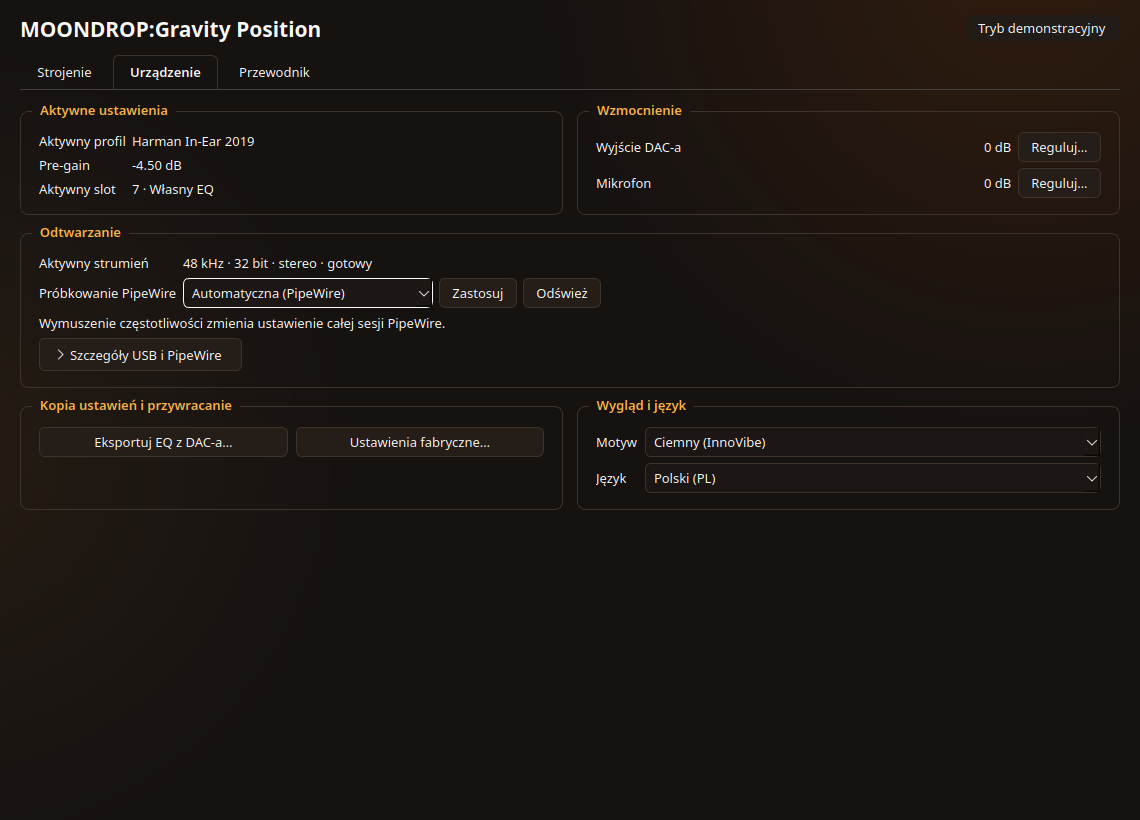 MOONDROP:Gravity Position
Tryb demonstracyjny
Strojenie
Urządzenie
Przewodnik
Aktywne ustawienia
Aktywny profil Harman In-Ear 2019
Pre-gain -4.50 dB
Aktywny slot 7 · Własny EQ
Wzmocnienie
Wyjście DAC-a 0 dB Reguluj...
Mikrofon 0 dB Reguluj...
Odtwarzanie
Aktywny strumień 48 kHz · 32 bit · stereo · gotowy
Próbkowanie PipeWire Automatyczna (PipeWire) Zastosuj Odśwież
Wymuszenie częstotliwości zmienia ustawienie całej sesji PipeWire.
Szczegóły USB i PipeWire
Kopia ustawień i przywracanie
Eksportuj EQ z DAC-a... Ustawienia fabryczne...
Wygląd i język
Motyw Ciemny (InnoVibe)
Język Polski (PL)